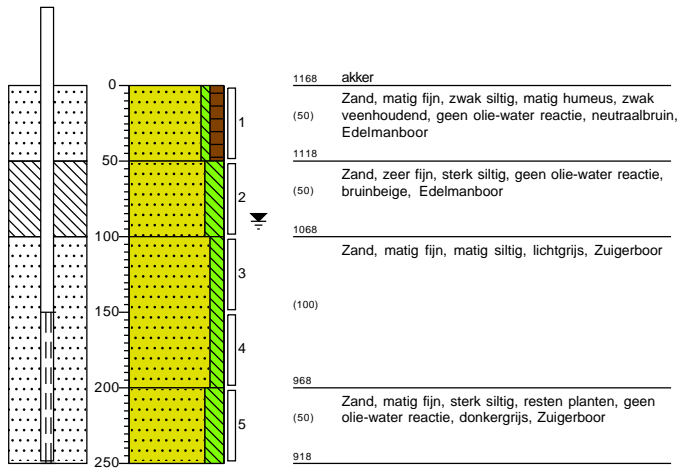 0
50
100
150
200
250
1
2
3
4
5
1168 akker
(50)
Zand, matig fijn, zwak siltig, matig humeus, zwak
veenhoudend, geen olie-water reactie, neutraalbruin,
Edelmanboor
1118
(50)
Zand, zeer fijn, sterk siltig, geen olie-water reactie,
bruinbeige, Edelmanboor
1068
Zand, matig fijn, matig siltig, lichtgrijs, Zuigerboor
(100)
968
(50)
Zand, matig fijn, sterk siltig, resten planten, geen
olie-water reactie, donkergrijs, Zuigerboor
918